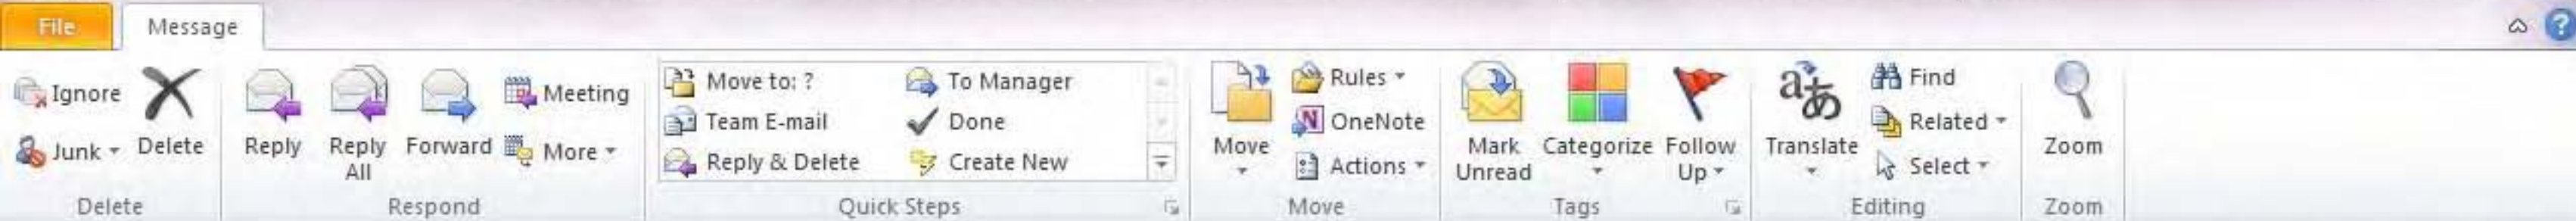 File
Message
Ignore
Junk
Delete
Delete
Reply
Reply All
Forward
Meeting
More
Respond
Move to: ?
Team E-mail
Reply & Delete
To Manager
Done
Create New
Quick Steps
Move
Rules
OneNote
Actions
Move
Mark Unread
Categorize
Follow Up
Tags
aあ
Translate
Find
Related
Select
Editing
Zoom
Zoom